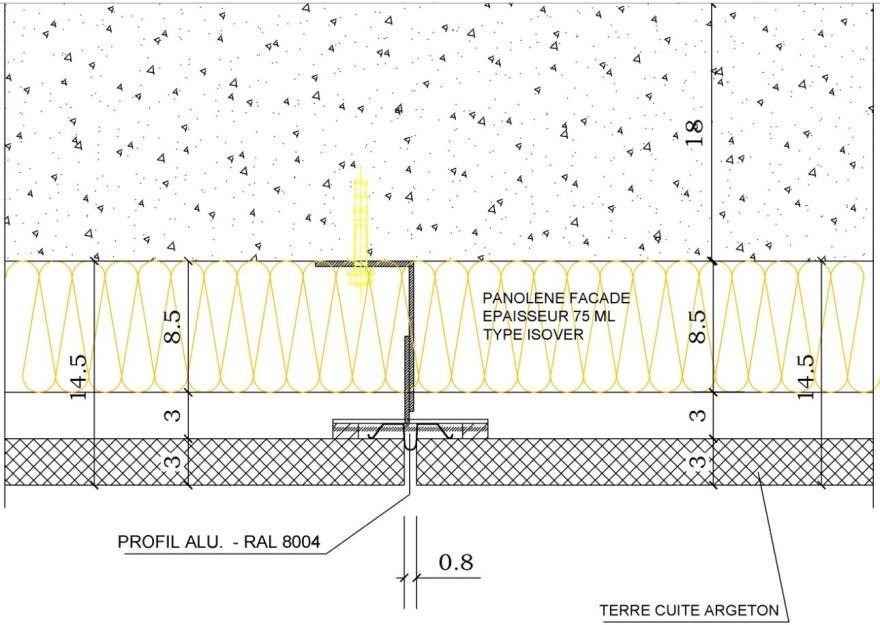 18
PANOLENE FACADE
EPAISSEUR 75 ML
TYPE ISOVER
8.5
8.5
14.5
14.5
3
3
3
3
PROFIL ALU. - RAL 8004
0.8
TERRE CUITE ARGETON